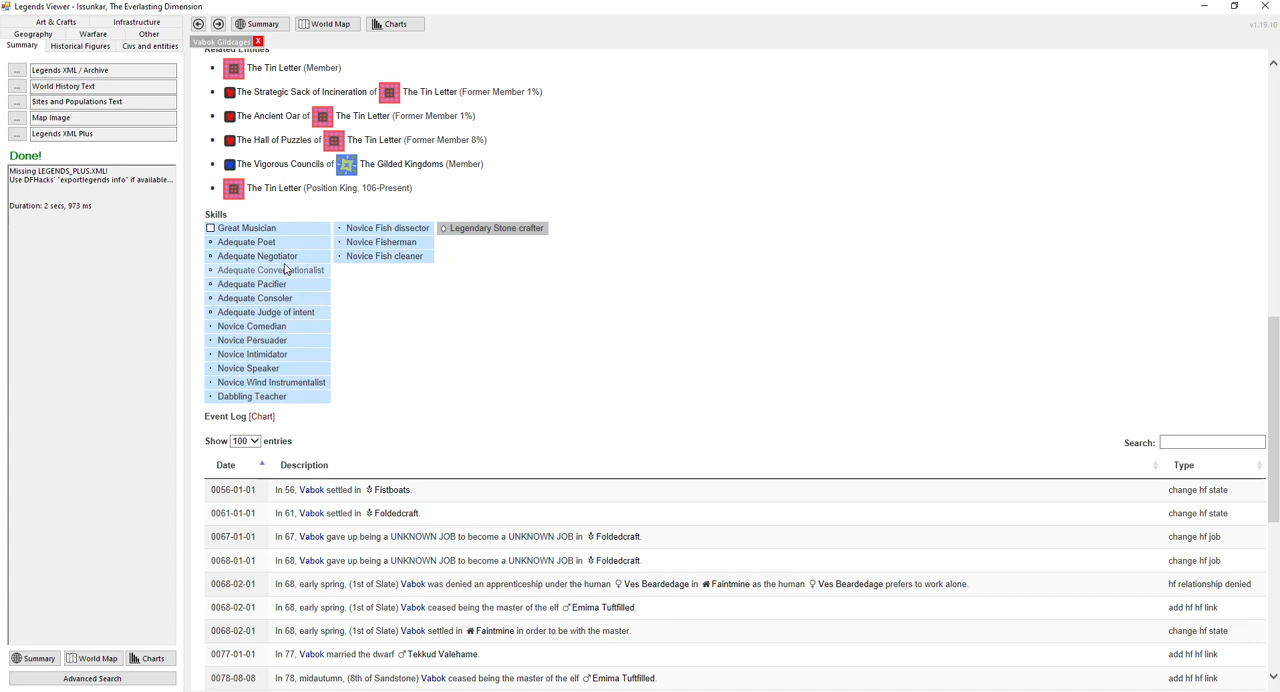 Legends Viewer - Issunkar, The Everlasting Dimension
Art & Crafts Infrastructure
Geography Warfare Other
Summary Historical Figures Civs and entities
Summary World Map Charts
v1.19.10
Vabok Gildcages X
... Legends XML / Archive
... World History Text
... Sites and Populations Text
... Map Image
... Legends XML Plus
Done!
Missing LEGENDS_PLUS.XML!
Use DFHacks' "exportlegends info" if available...
Duration: 2 secs, 973 ms
Summary World Map Charts
Advanced Search
Related Entities
The Tin Letter (Member)
The Strategic Sack of Incineration of The Tin Letter (Former Member 1%)
The Ancient Oar of The Tin Letter (Former Member 1%)
The Hall of Puzzles of The Tin Letter (Former Member 8%)
The Vigorous Councils of The Gilded Kingdoms (Member)
The Tin Letter (Position King, 106-Present)
Skills
Great Musician
Adequate Poet
Adequate Negotiator
Adequate Conversationalist
Adequate Pacifier
Adequate Consoler
Adequate Judge of intent
Novice Comedian
Novice Persuader
Novice Intimidator
Novice Speaker
Novice Wind Instrumentalist
Dabbling Teacher
Novice Fish dissector
Novice Fisherman
Novice Fish cleaner
Legendary Stone crafter
Event Log [Chart]
Show 100 entries
Search:
Date Description Type
0056-01-01 In 56, Vabok settled in Fistboats. change hf state
0061-01-01 In 61, Vabok settled in Foldedcraft. change hf state
0067-01-01 In 67, Vabok gave up being a UNKNOWN JOB to become a UNKNOWN JOB in Foldedcraft. change hf job
0068-01-01 In 68, Vabok gave up being a UNKNOWN JOB to become a UNKNOWN JOB in Foldedcraft. change hf job
0068-02-01 In 68, early spring, (1st of Slate) Vabok was denied an apprenticeship under the human ♀ Ves Beardedage in Faintmine as the human ♀ Ves Beardedage prefers to work alone. hf relationship denied
0068-02-01 In 68, early spring, (1st of Slate) Vabok ceased being the master of the elf ♂ Emima Tuftfilled. add hf hf link
0068-02-01 In 68, early spring, (1st of Slate) Vabok settled in Faintmine in order to be with the master. change hf state
0077-01-01 In 77, Vabok married the dwarf ♂ Tekkud Valehame. add hf hf link
0078-08-08 In 78, midautumn, (8th of Sandstone) Vabok ceased being the master of the elf ♂ Emima Tuftfilled. add hf hf link